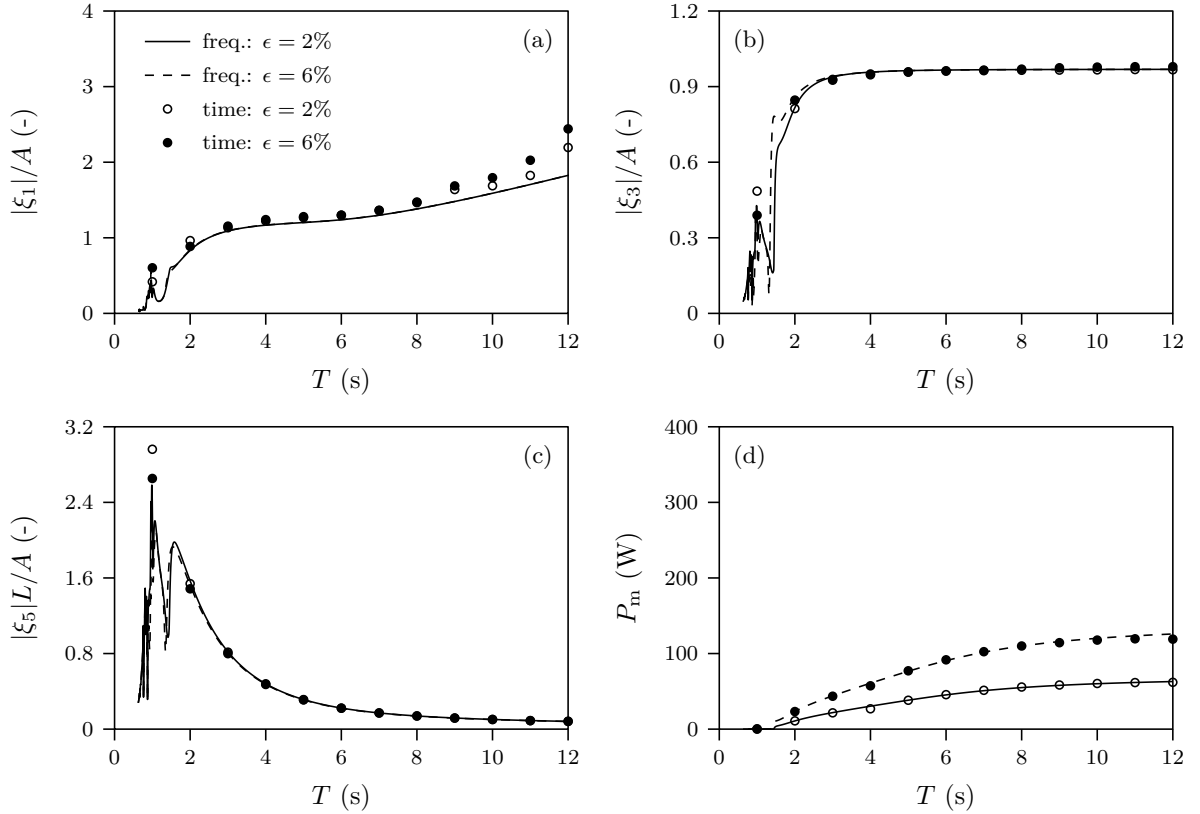 4
3
2
1
0
|ξ₁|/A (-)
(a)
freq.: ϵ = 2%
freq.: ϵ = 6%
time: ϵ = 2%
time: ϵ = 6%
0 2 4 6 8 10 12
T (s)
1.2
0.9
0.6
0.3
0
|ξ₃|/A (-)
(b)
0 2 4 6 8 10 12
T (s)
3.2
2.4
1.6
0.8
0
|ξ₅|L/A (-)
(c)
0 2 4 6 8 10 12
T (s)
400
300
200
100
0
Pₘ (W)
(d)
0 2 4 6 8 10 12
T (s)